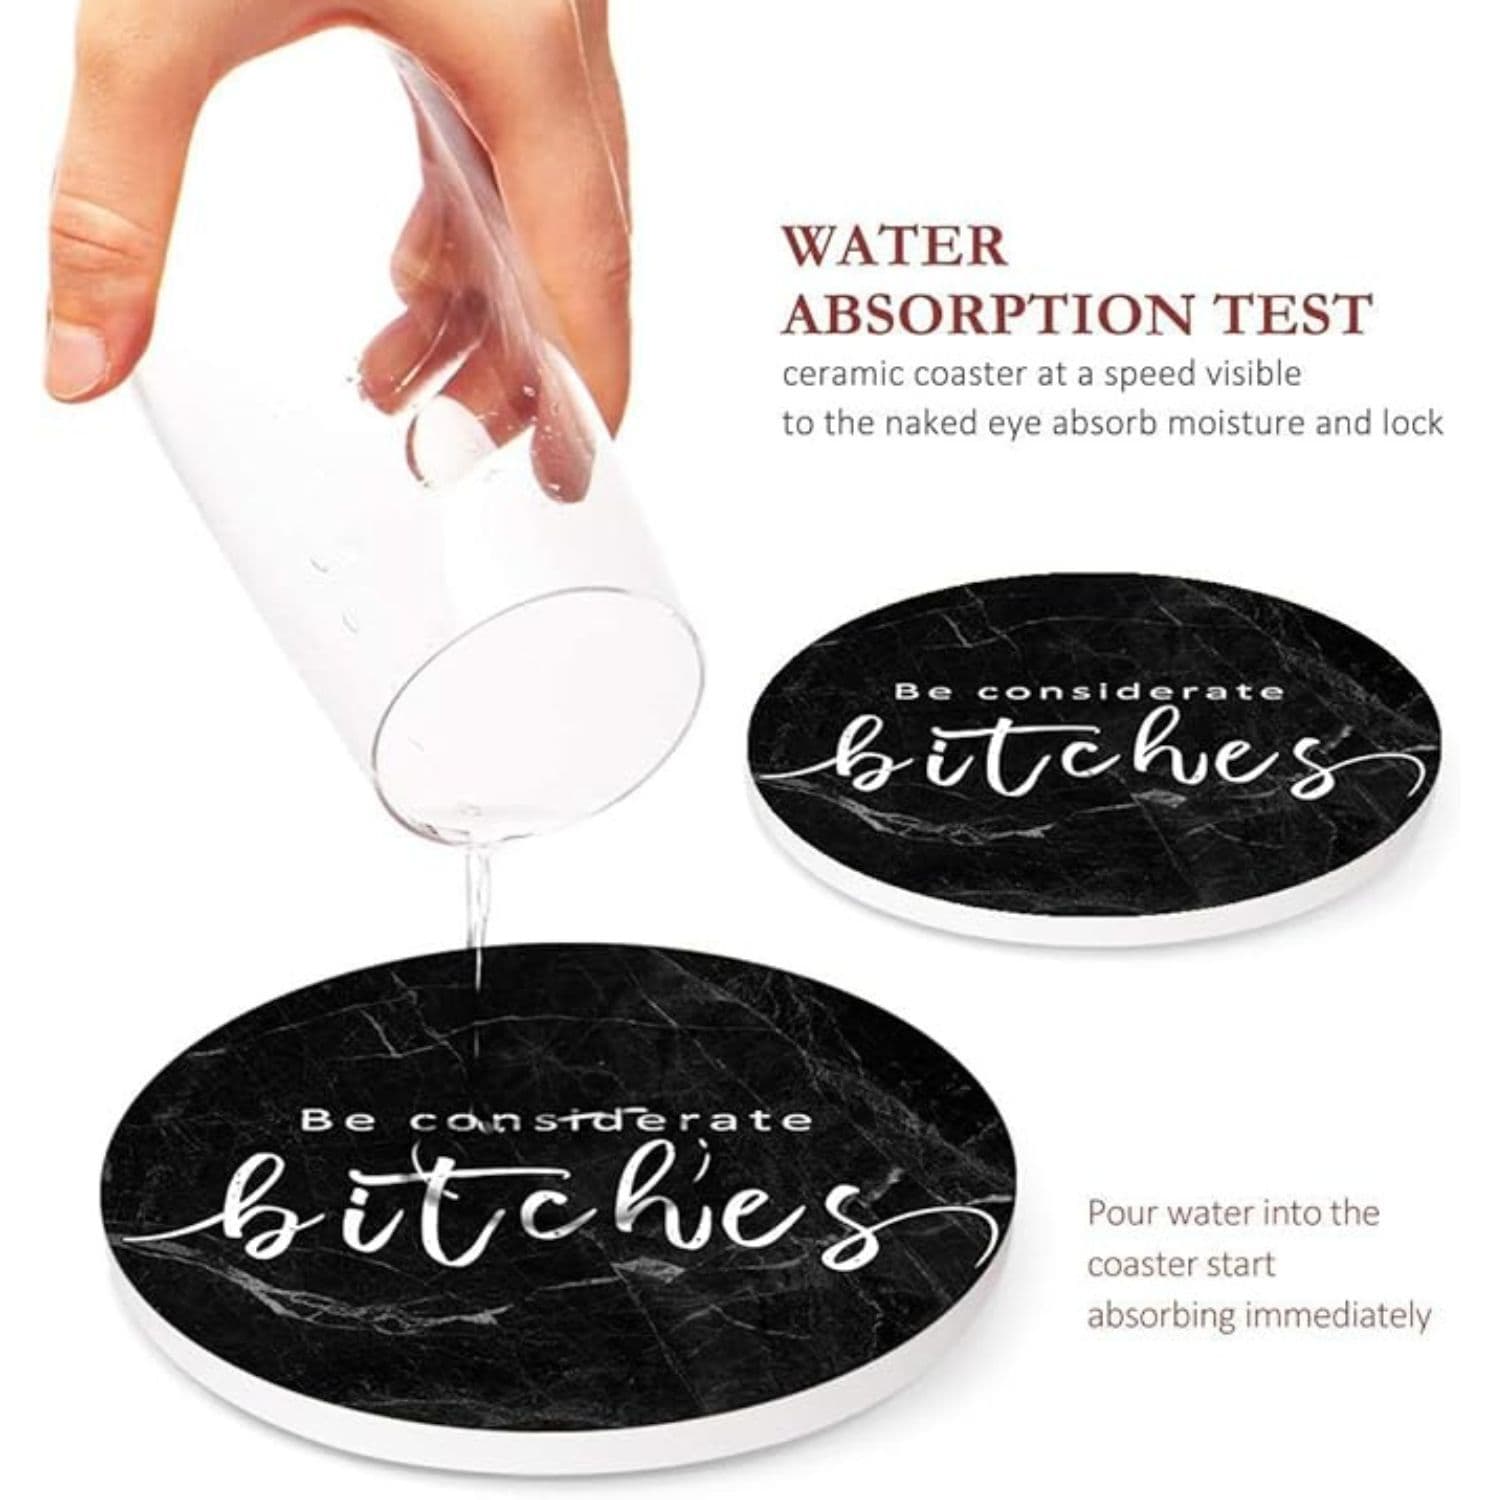 WATER
ABSORPTION TEST
ceramic coaster at a speed visible
to the naked eye absorb moisture and lock
Be considerate
bitches
Be considerate
bitches
Pour water into the
coaster start
absorbing immediately